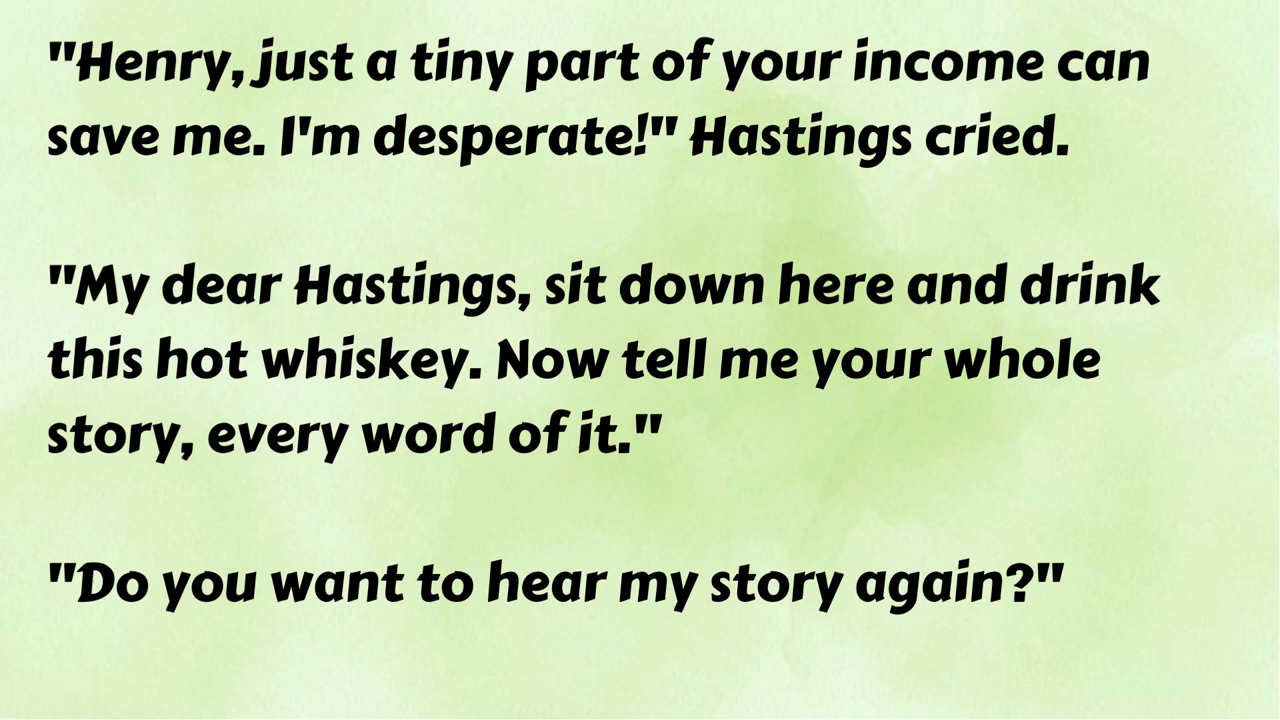 "Henry, just a tiny part of your income can
save me. I'm desperate!" Hastings cried.
"My dear Hastings, sit down here and drink
this hot whiskey. Now tell me your whole
story, every word of it."
"Do you want to hear my story again?"